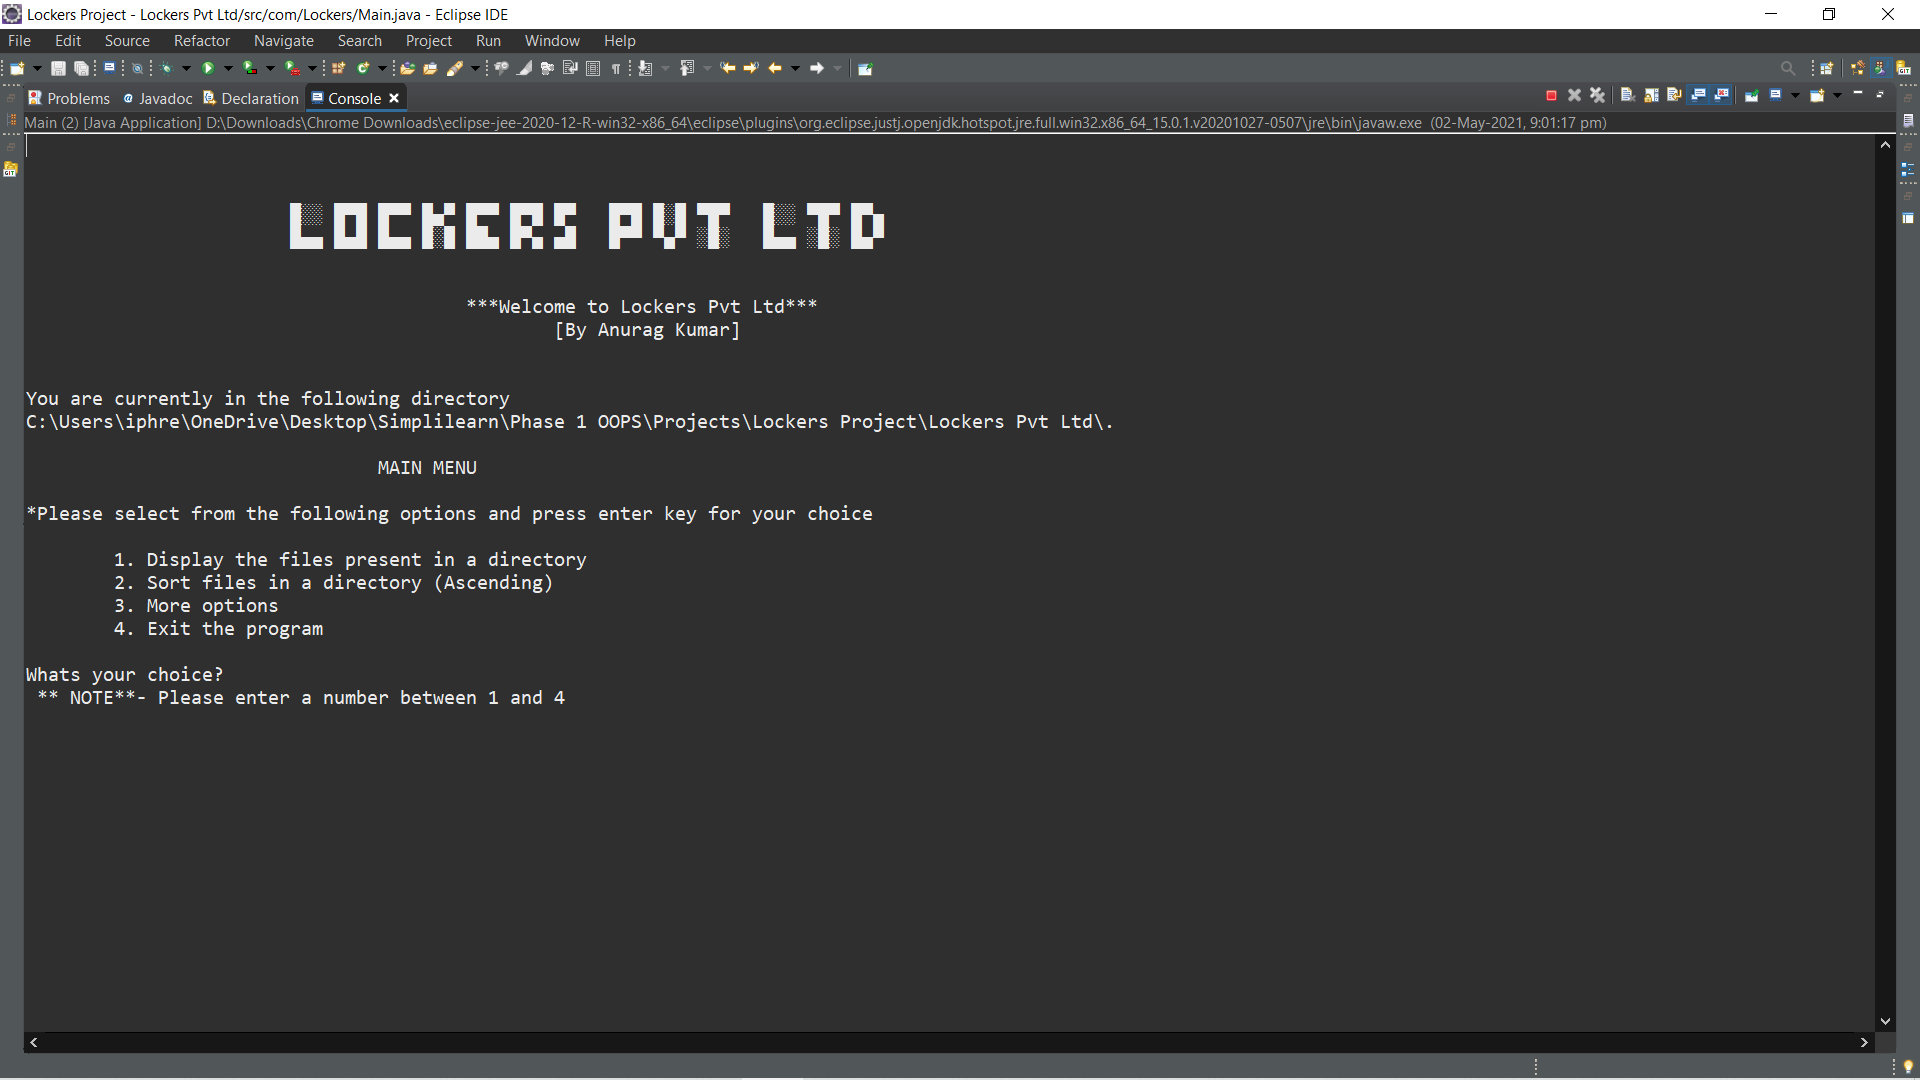 Lockers Project - Lockers Pvt Ltd/src/com/Lockers/Main.java - Eclipse IDE
File Edit Source Refactor Navigate Search Project Run Window Help
Problems Javadoc Declaration Console
Main (2) [Java Application] D:\Downloads\Chrome Downloads\eclipse-jee-2020-12-R-win32-x86_64\eclipse\plugins\org.eclipse.justj.openjdk.hotspot.jre.full.win32.x86_64_15.0.1.v20201027-0507\jre\bin\javaw.exe (02-May-2021, 9:01:17 pm)
LOCKERS PVT LTD
***Welcome to Lockers Pvt Ltd***
[By Anurag Kumar]
You are currently in the following directory
C:\Users\iphre\OneDrive\Desktop\Simplilearn\Phase 1 OOPS\Projects\Lockers Project\Lockers Pvt Ltd\.
MAIN MENU
*Please select from the following options and press enter key for your choice
1. Display the files present in a directory
2. Sort files in a directory (Ascending)
3. More options
4. Exit the program
Whats your choice?
** NOTE**- Please enter a number between 1 and 4